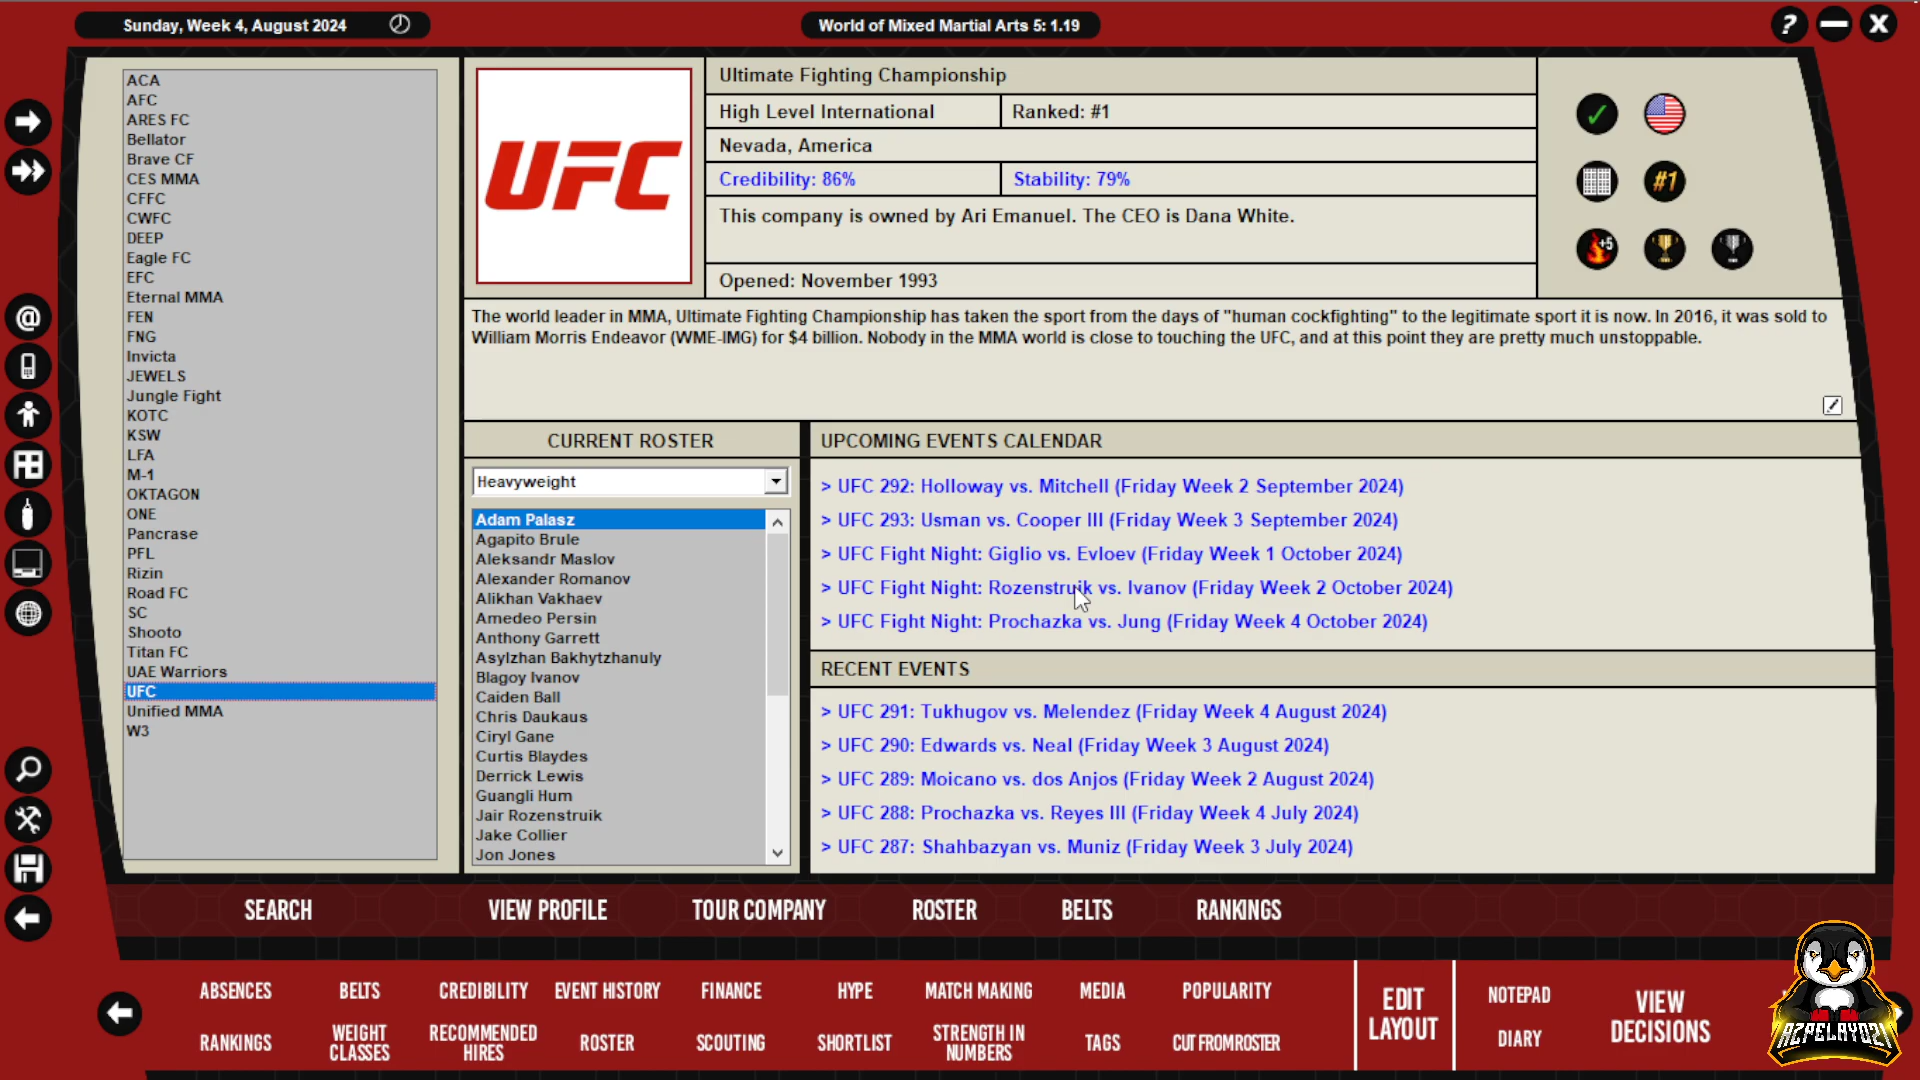 Sunday, Week 4, August 2024
World of Mixed Martial Arts 5: 1.19
?
X
ACA
AFC
ARES FC
Bellator
Brave CF
CES MMA
CFFC
CWFC
DEEP
Eagle FC
EFC
Eternal MMA
FEN
FNG
Invicta
JEWELS
Jungle Fight
KOTC
KSW
LFA
M-1
OKTAGON
ONE
Pancrase
PFL
Rizin
Road FC
SC
Shooto
Titan FC
UAE Warriors
UFC
Unified MMA
W3
UFC
Ultimate Fighting Championship
High Level International
Ranked: #1
Nevada, America
Credibility: 86%
Stability: 79%
This company is owned by Ari Emanuel. The CEO is Dana White.
Opened: November 1993
#1
+5
The world leader in MMA, Ultimate Fighting Championship has taken the sport from the days of "human cockfighting" to the legitimate sport it is now. In 2016, it was sold to
William Morris Endeavor (WME-IMG) for $4 billion. Nobody in the MMA world is close to touching the UFC, and at this point they are pretty much unstoppable.
CURRENT ROSTER
Heavyweight
Adam Palasz
Agapito Brule
Aleksandr Maslov
Alexander Romanov
Alikhan Vakhaev
Amedeo Persin
Anthony Garrett
Asylzhan Bakhytzhanuly
Blagoy Ivanov
Caiden Ball
Chris Daukaus
Ciryl Gane
Curtis Blaydes
Derrick Lewis
Guangli Hum
Jair Rozenstruik
Jake Collier
Jon Jones
UPCOMING EVENTS CALENDAR
> UFC 292: Holloway vs. Mitchell (Friday Week 2 September 2024)
> UFC 293: Usman vs. Cooper III (Friday Week 3 September 2024)
> UFC Fight Night: Giglio vs. Evloev (Friday Week 1 October 2024)
> UFC Fight Night: Rozenstruik vs. Ivanov (Friday Week 2 October 2024)
> UFC Fight Night: Prochazka vs. Jung (Friday Week 4 October 2024)
RECENT EVENTS
> UFC 291: Tukhugov vs. Melendez (Friday Week 4 August 2024)
> UFC 290: Edwards vs. Neal (Friday Week 3 August 2024)
> UFC 289: Moicano vs. dos Anjos (Friday Week 2 August 2024)
> UFC 288: Prochazka vs. Reyes III (Friday Week 4 July 2024)
> UFC 287: Shahbazyan vs. Muniz (Friday Week 3 July 2024)
SEARCH
VIEW PROFILE
TOUR COMPANY
ROSTER
BELTS
RANKINGS
ABSENCES
BELTS
CREDIBILITY
EVENT HISTORY
FINANCE
HYPE
MATCH MAKING
MEDIA
POPULARITY
RANKINGS
WEIGHT
CLASSES
RECOMMENDED
HIRES
ROSTER
SCOUTING
SHORTLIST
STRENGTH IN
NUMBERS
TAGS
CUT FROM ROSTER
EDIT
LAYOUT
NOTEPAD
DIARY
VIEW
DECISIONS
AZPELAYO21